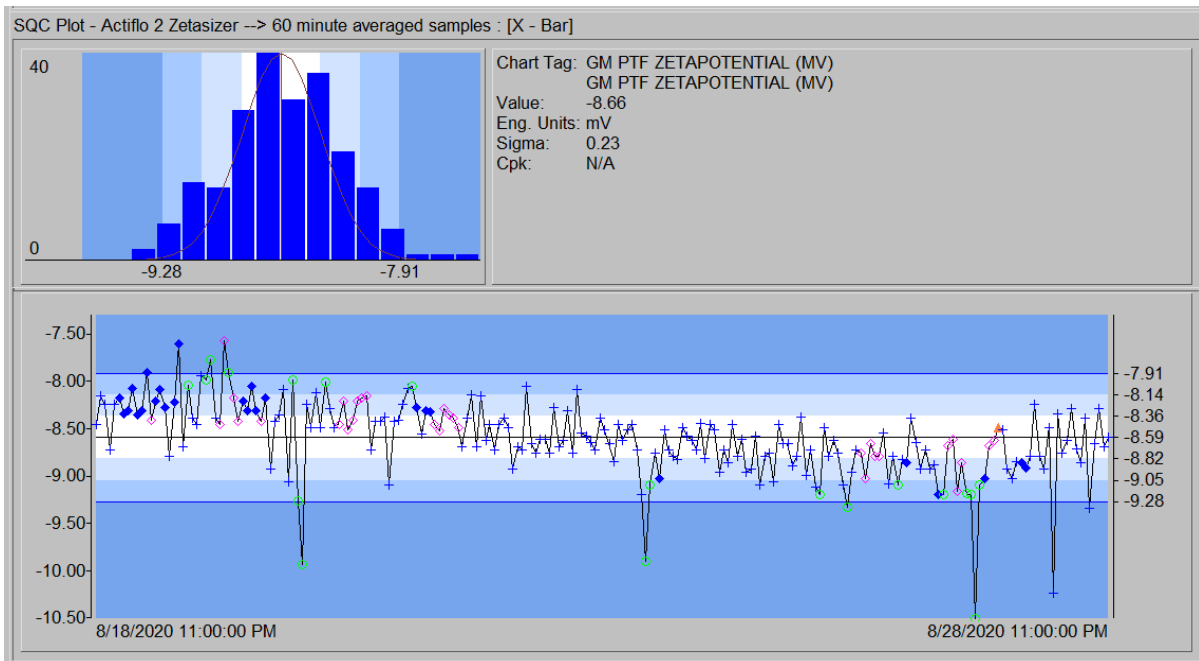 SQC Plot - Actiflo 2 Zetasizer --> 60 minute averaged samples : [X - Bar]
40
0
-9.28 -7.91
Chart Tag: GM PTF ZETAPOTENTIAL (MV)
GM PTF ZETAPOTENTIAL (MV)
Value: -8.66
Eng. Units: mV
Sigma: 0.23
Cpk: N/A
-7.50
-8.00
-8.50
-9.00
-9.50
-10.00
-10.50
-7.91
-8.14
-8.36
-8.59
-8.82
-9.05
-9.28
8/18/2020 11:00:00 PM 8/28/2020 11:00:00 PM